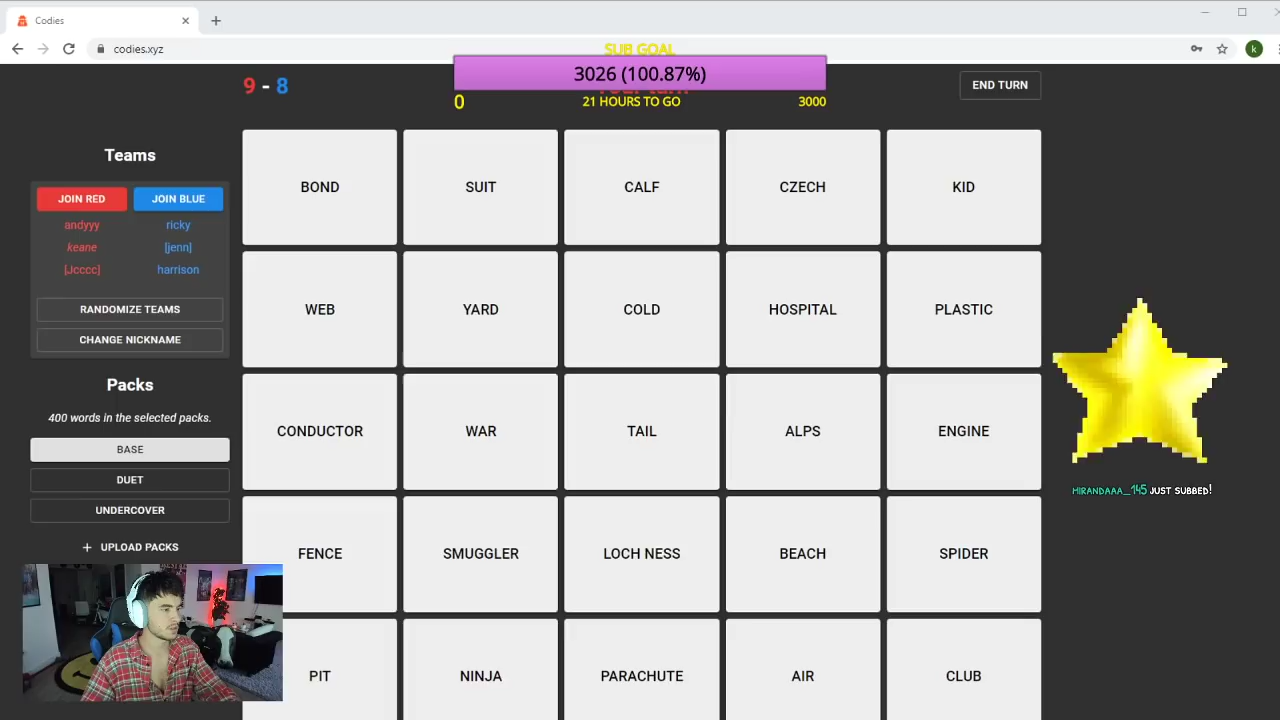 Codies
codies.xyz
k
SUB GOAL
3026 (100.87%)
0
21 HOURS TO GO
3000
9 - 8
END TURN
Teams
JOIN RED
JOIN BLUE
andyyy
ricky
keane
[jenn]
[Jcccc]
harrison
RANDOMIZE TEAMS
CHANGE NICKNAME
Packs
400 words in the selected packs.
BASE
DUET
UNDERCOVER
+ UPLOAD PACKS
BOND
SUIT
CALF
CZECH
KID
WEB
YARD
COLD
HOSPITAL
PLASTIC
CONDUCTOR
WAR
TAIL
ALPS
ENGINE
FENCE
SMUGGLER
LOCH NESS
BEACH
SPIDER
PIT
NINJA
PARACHUTE
AIR
CLUB
MIRANDAAA_145 JUST SUBBED!